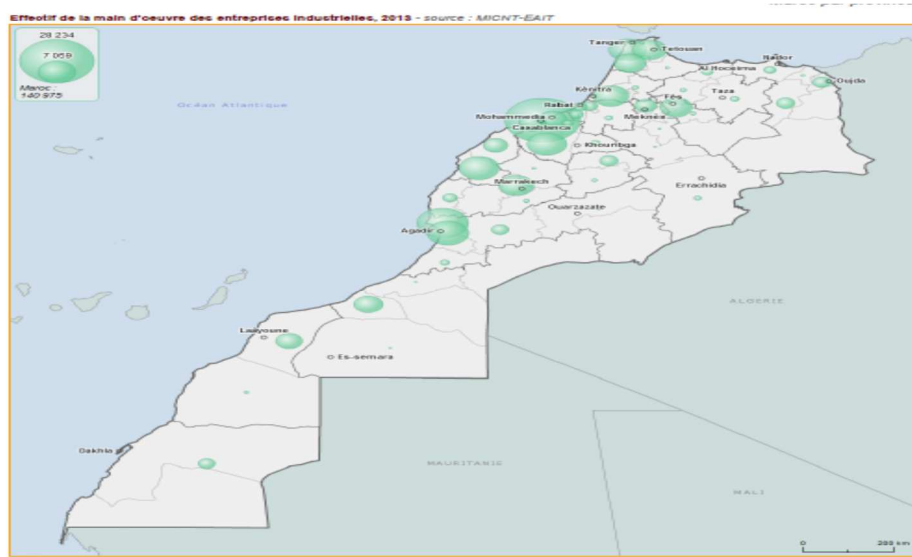 Effectif de la main d'oeuvre des entreprises industrielles, 2013 - source : MICNT-EAIT
28 234
7 059
Maroc :
140 975
Océan Atlantique
Tanger
Tetouan
Al Hoceima
Nador
Oujda
Kénitra
Rabat
Fès
Taza
Mohammedia
Meknès
Casablanca
Khouribga
Marrakech
Errachidia
Ouarzazate
Agadir
ALGERIE
Laayoune
Es-semara
Dakhla
MAURITANIE
MALI
0 200 km